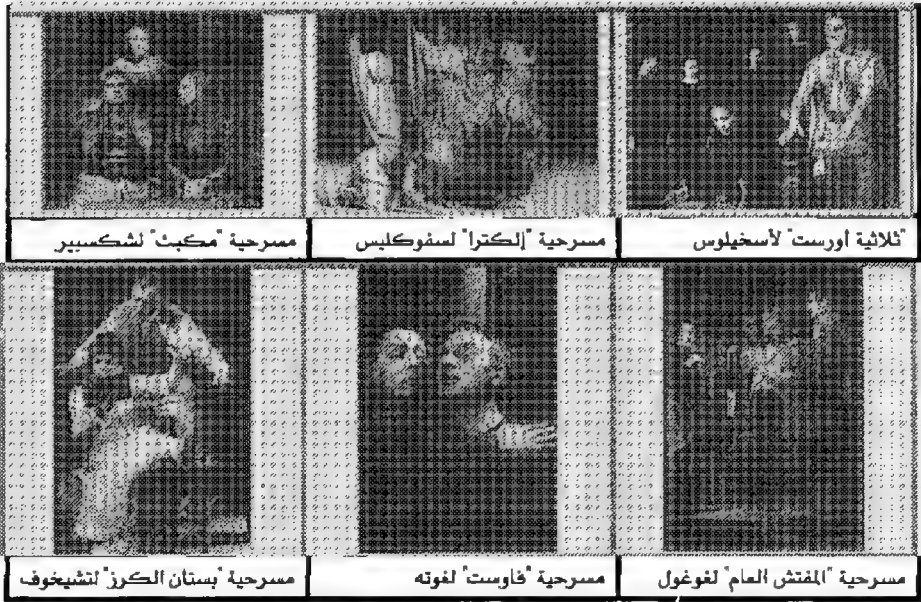 "ثلاثية أورست" لأسخيلوس
مسرحية "إلكترا" لسفوكليس
مسرحية "مكبث" لشكسبير
مسرحية "المفتش العام" لغوغول
مسرحية "فاوست" لغوته
مسرحية "بستان الكرز" لتشيخوف